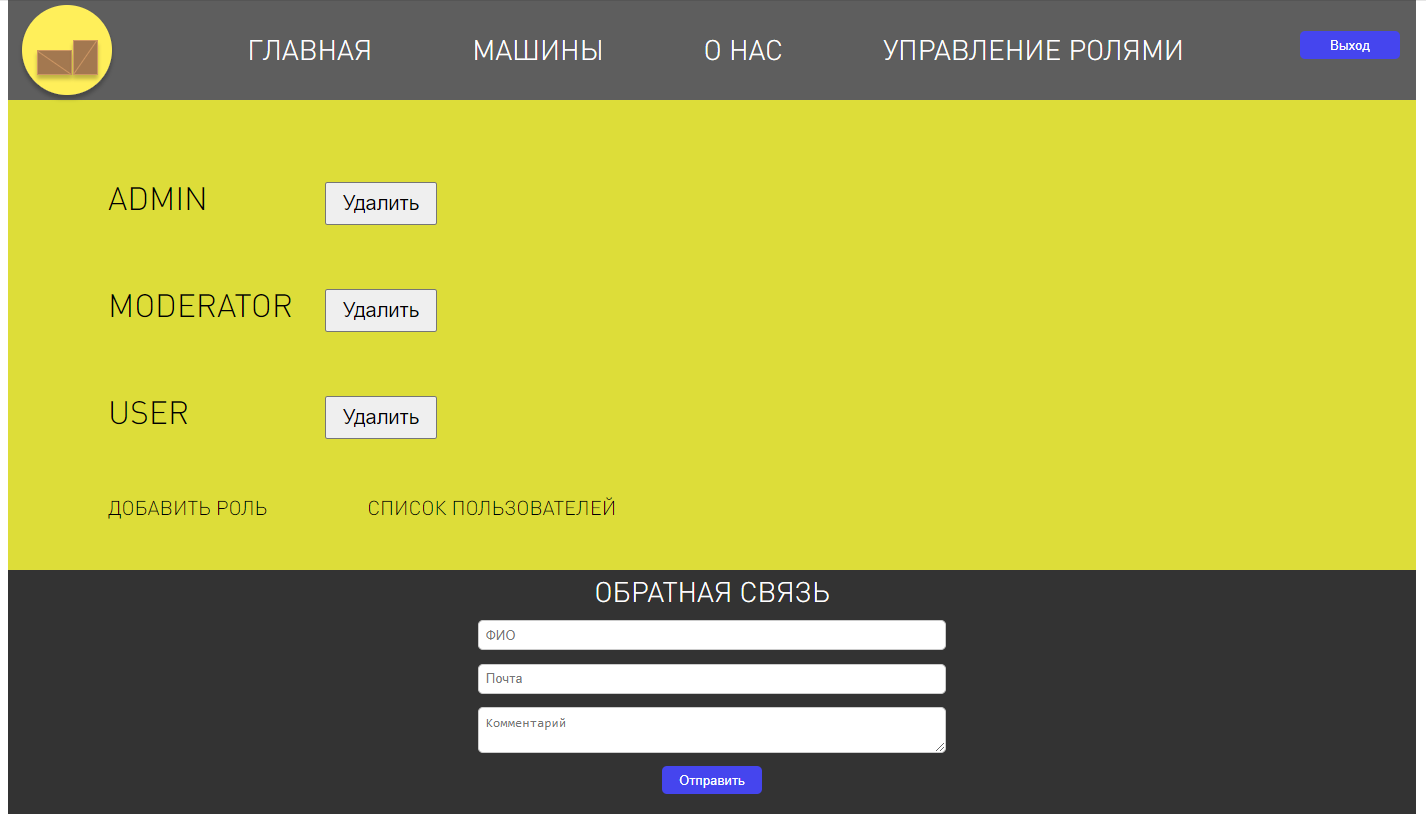 ГЛАВНАЯ МАШИНЫ О НАС УПРАВЛЕНИЕ РОЛЯМИ Выход
ADMIN Удалить
MODERATOR Удалить
USER Удалить
ДОБАВИТЬ РОЛЬ СПИСОК ПОЛЬЗОВАТЕЛЕЙ
ОБРАТНАЯ СВЯЗЬ
ФИО
Почта
Комментарий
Отправить